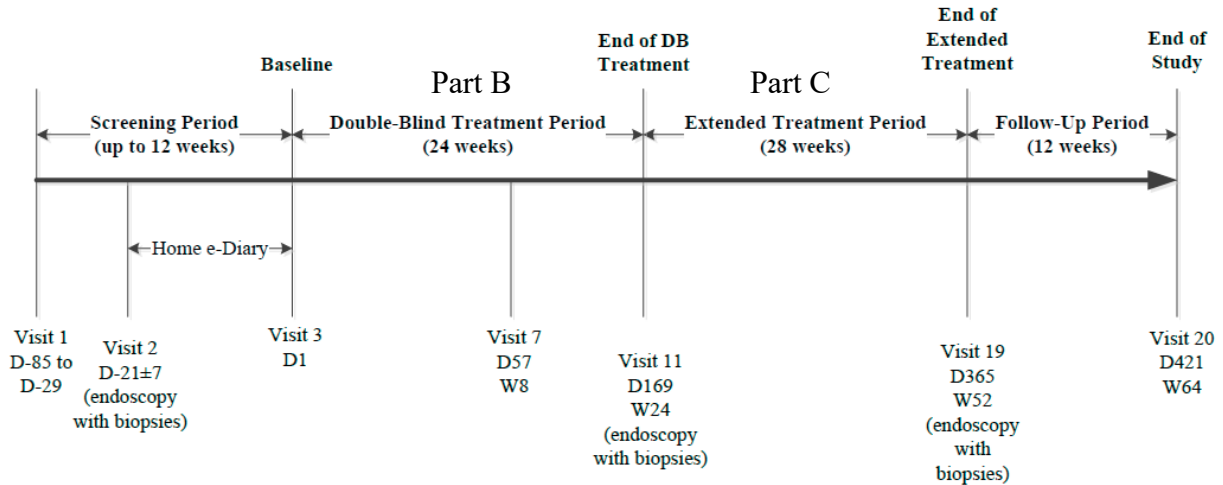 Baseline
End of DB
Treatment
End of
Extended
Treatment
End of
Study
Part B
Part C
Screening Period
(up to 12 weeks)
Double-Blind Treatment Period
(24 weeks)
Extended Treatment Period
(28 weeks)
Follow-Up Period
(12 weeks)
Home e-Diary
Visit 1
D-85 to
D-29
Visit 2
D-21±7
(endoscopy
with biopsies)
Visit 3
D1
Visit 7
D57
W8
Visit 11
D169
W24
(endoscopy
with biopsies)
Visit 19
D365
W52
(endoscopy
with
biopsies)
Visit 20
D421
W64